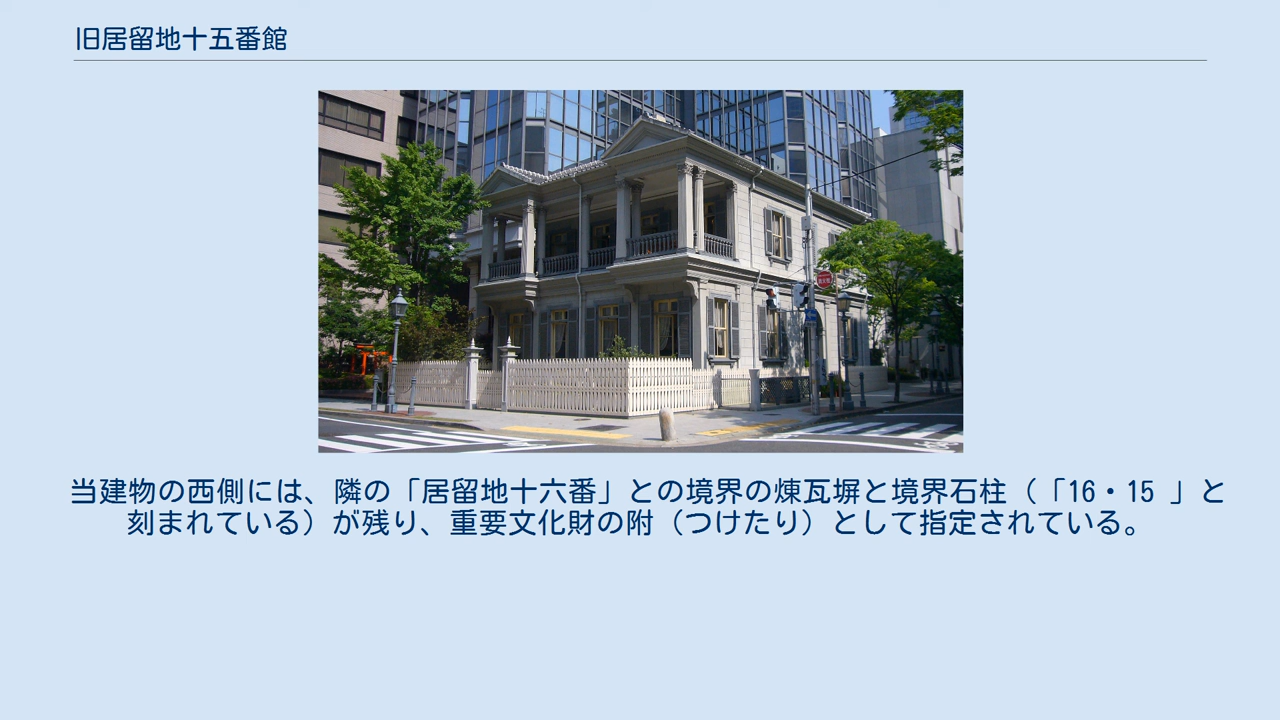 旧居留地十五番館
当建物の西側には、隣の「居留地十六番」との境界の煉瓦塀と境界石柱（「16・15 」と
刻まれている）が残り、重要文化財の附（つけたり）として指定されている。